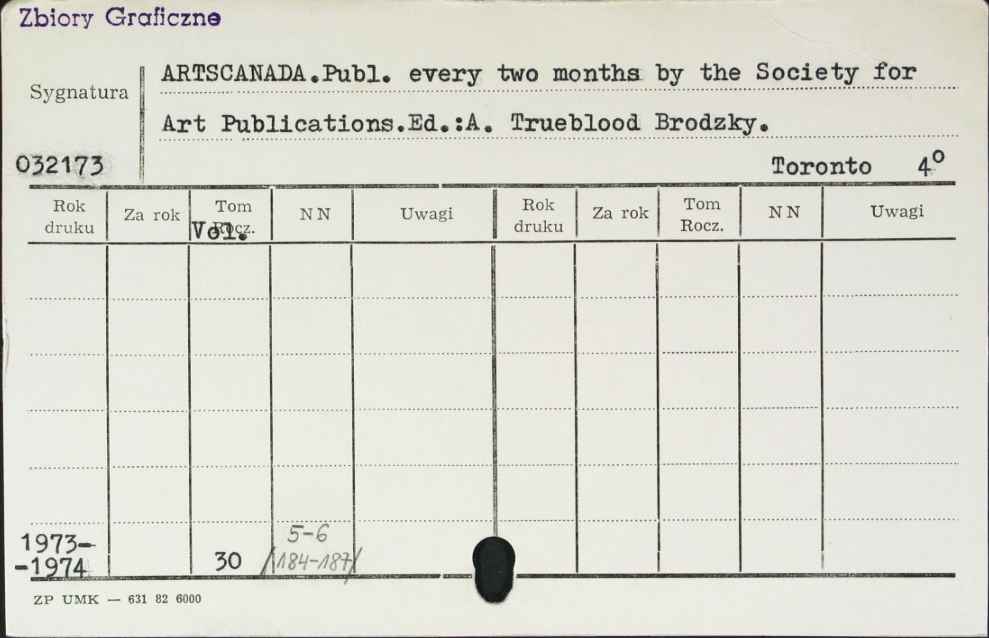 Zbiory Graficzne
Sygnatura
ARTSCANADA.Publ. every two months by the Society for
Art Publications.Ed.:A. Trueblood Brodzky.
032173
Toronto 4°
Rok druku Za rok Tom Rocz. Vol. NN Uwagi Rok druku Za rok Tom Rocz. NN Uwagi
5-6
1973-
-1974 30 /184-187/
ZP UMK — 631 82 6000